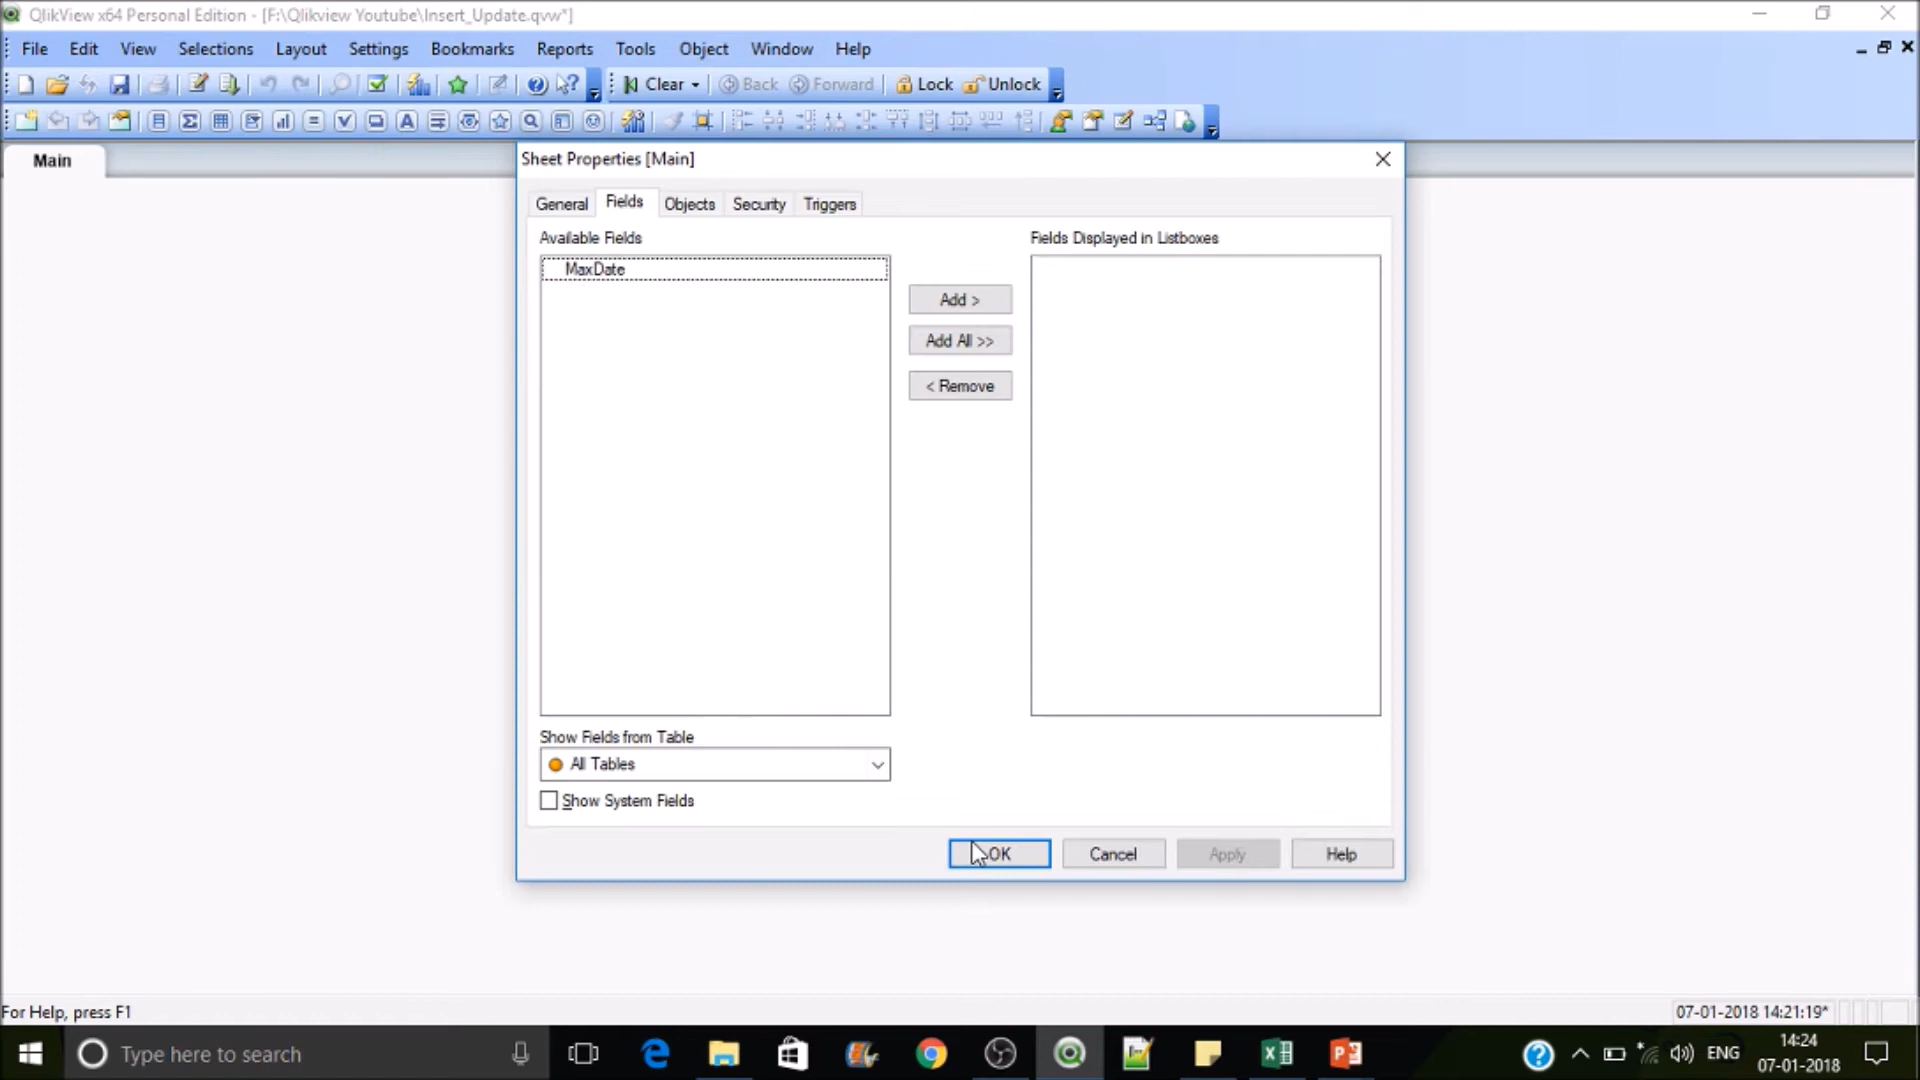 QlikView x64 Personal Edition - [F:\Qlikview Youtube\Insert_Update.qvw*]
File Edit View Selections Layout Settings Bookmarks Reports Tools Object Window Help
Clear Back Forward Lock Unlock
Main
Sheet Properties [Main]
General Fields Objects Security Triggers
Available Fields Fields Displayed in Listboxes
MaxDate
Add >
Add All >>
< Remove
Show Fields from Table
All Tables
Show System Fields
OK Cancel Apply Help
For Help, press F1 07-01-2018 14:21:19*
Type here to search ENG 14:24
07-01-2018